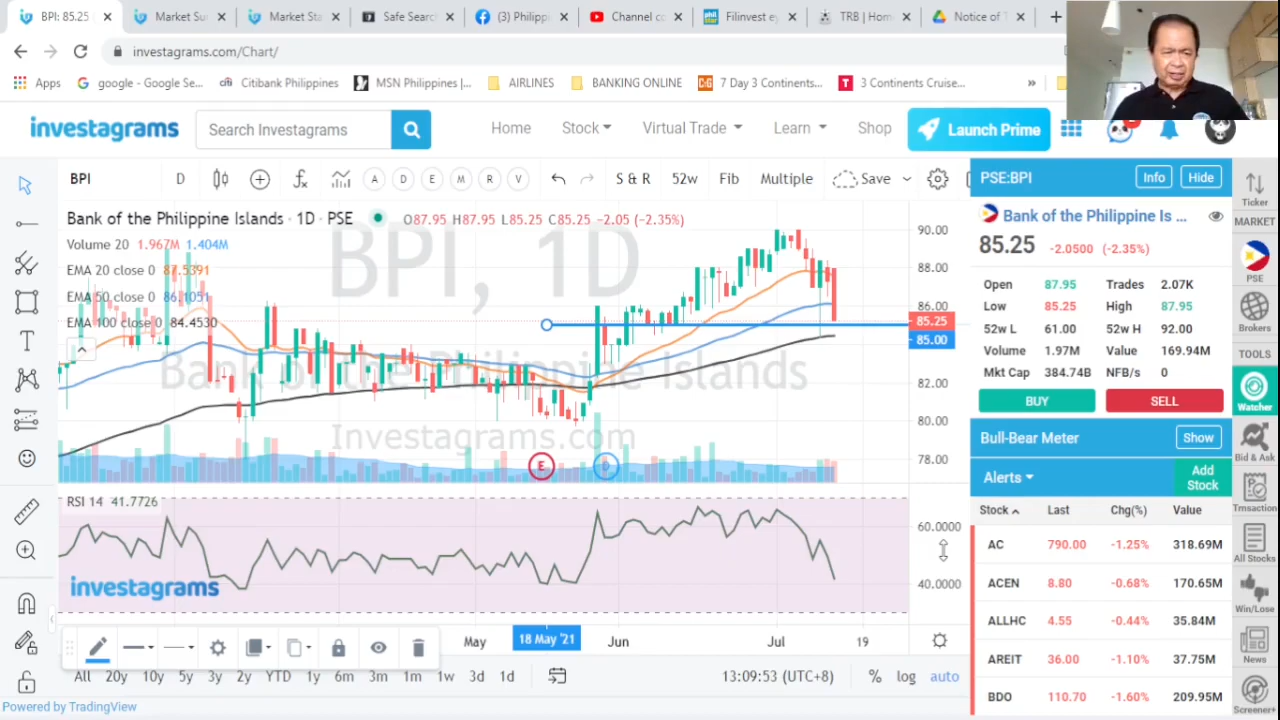 BPI: 85.25
Market Su
Market Sta
Safe Searc
(3) Philipp
Channel co
Filinvest e
TRB | Hom
Notice of
investagrams.com/Chart/
Apps
google - Google Se...
Citibank Philippines
MSN Philippines |...
AIRLINES
BANKING ONLINE
7 Day 3 Continents...
3 Continents Cruise...
»
investagrams
Search Investagrams
Home
Stock
Virtual Trade
Learn
Shop
Launch Prime
BPI
D
A
D
E
M
R
V
S & R
52w
Fib
Multiple
Save
Bank of the Philippine Islands · 1D · PSE
O87.95 H87.95 L85.25 C85.25 -2.05 (-2.35%)
Volume 20 1.967M 1.404M
EMA 20 close 0 87.5391
EMA 50 close 0 86.1051
EMA 100 close 0 84.4530
BPI, 1D
Bank of the Philippine Islands
Investagrams.com
90.00
88.00
86.00
85.25
85.00
82.00
80.00
78.00
E
D
RSI 14 41.7726
60.0000
40.0000
investagrams
May
18 May '21
Jun
Jul
19
All
20y
10y
5y
3y
2y
YTD
1y
6m
3m
1m
1w
3d
1d
13:09:53 (UTC+8)
%
log
auto
Powered by TradingView
PSE:BPI
Info
Hide
Bank of the Philippine Is ...
85.25 -2.0500 (-2.35%)
Open 87.95 Trades 2.07K
Low 85.25 High 87.95
52w L 61.00 52w H 92.00
Volume 1.97M Value 169.94M
Mkt Cap 384.74B NFB/s 0
BUY
SELL
Bull-Bear Meter
Show
Alerts
Add
Stock
Stock Last Chg(%) Value
AC 790.00 -1.25% 318.69M
ACEN 8.80 -0.68% 170.65M
ALLHC 4.55 -0.44% 35.84M
AREIT 36.00 -1.10% 37.75M
BDO 110.70 -1.60% 209.95M
Ticker
MARKET
PSE
Brokers
TOOLS
Watcher
Bid & Ask
Trnsaction
All Stocks
Win/Lose
News
Screener+